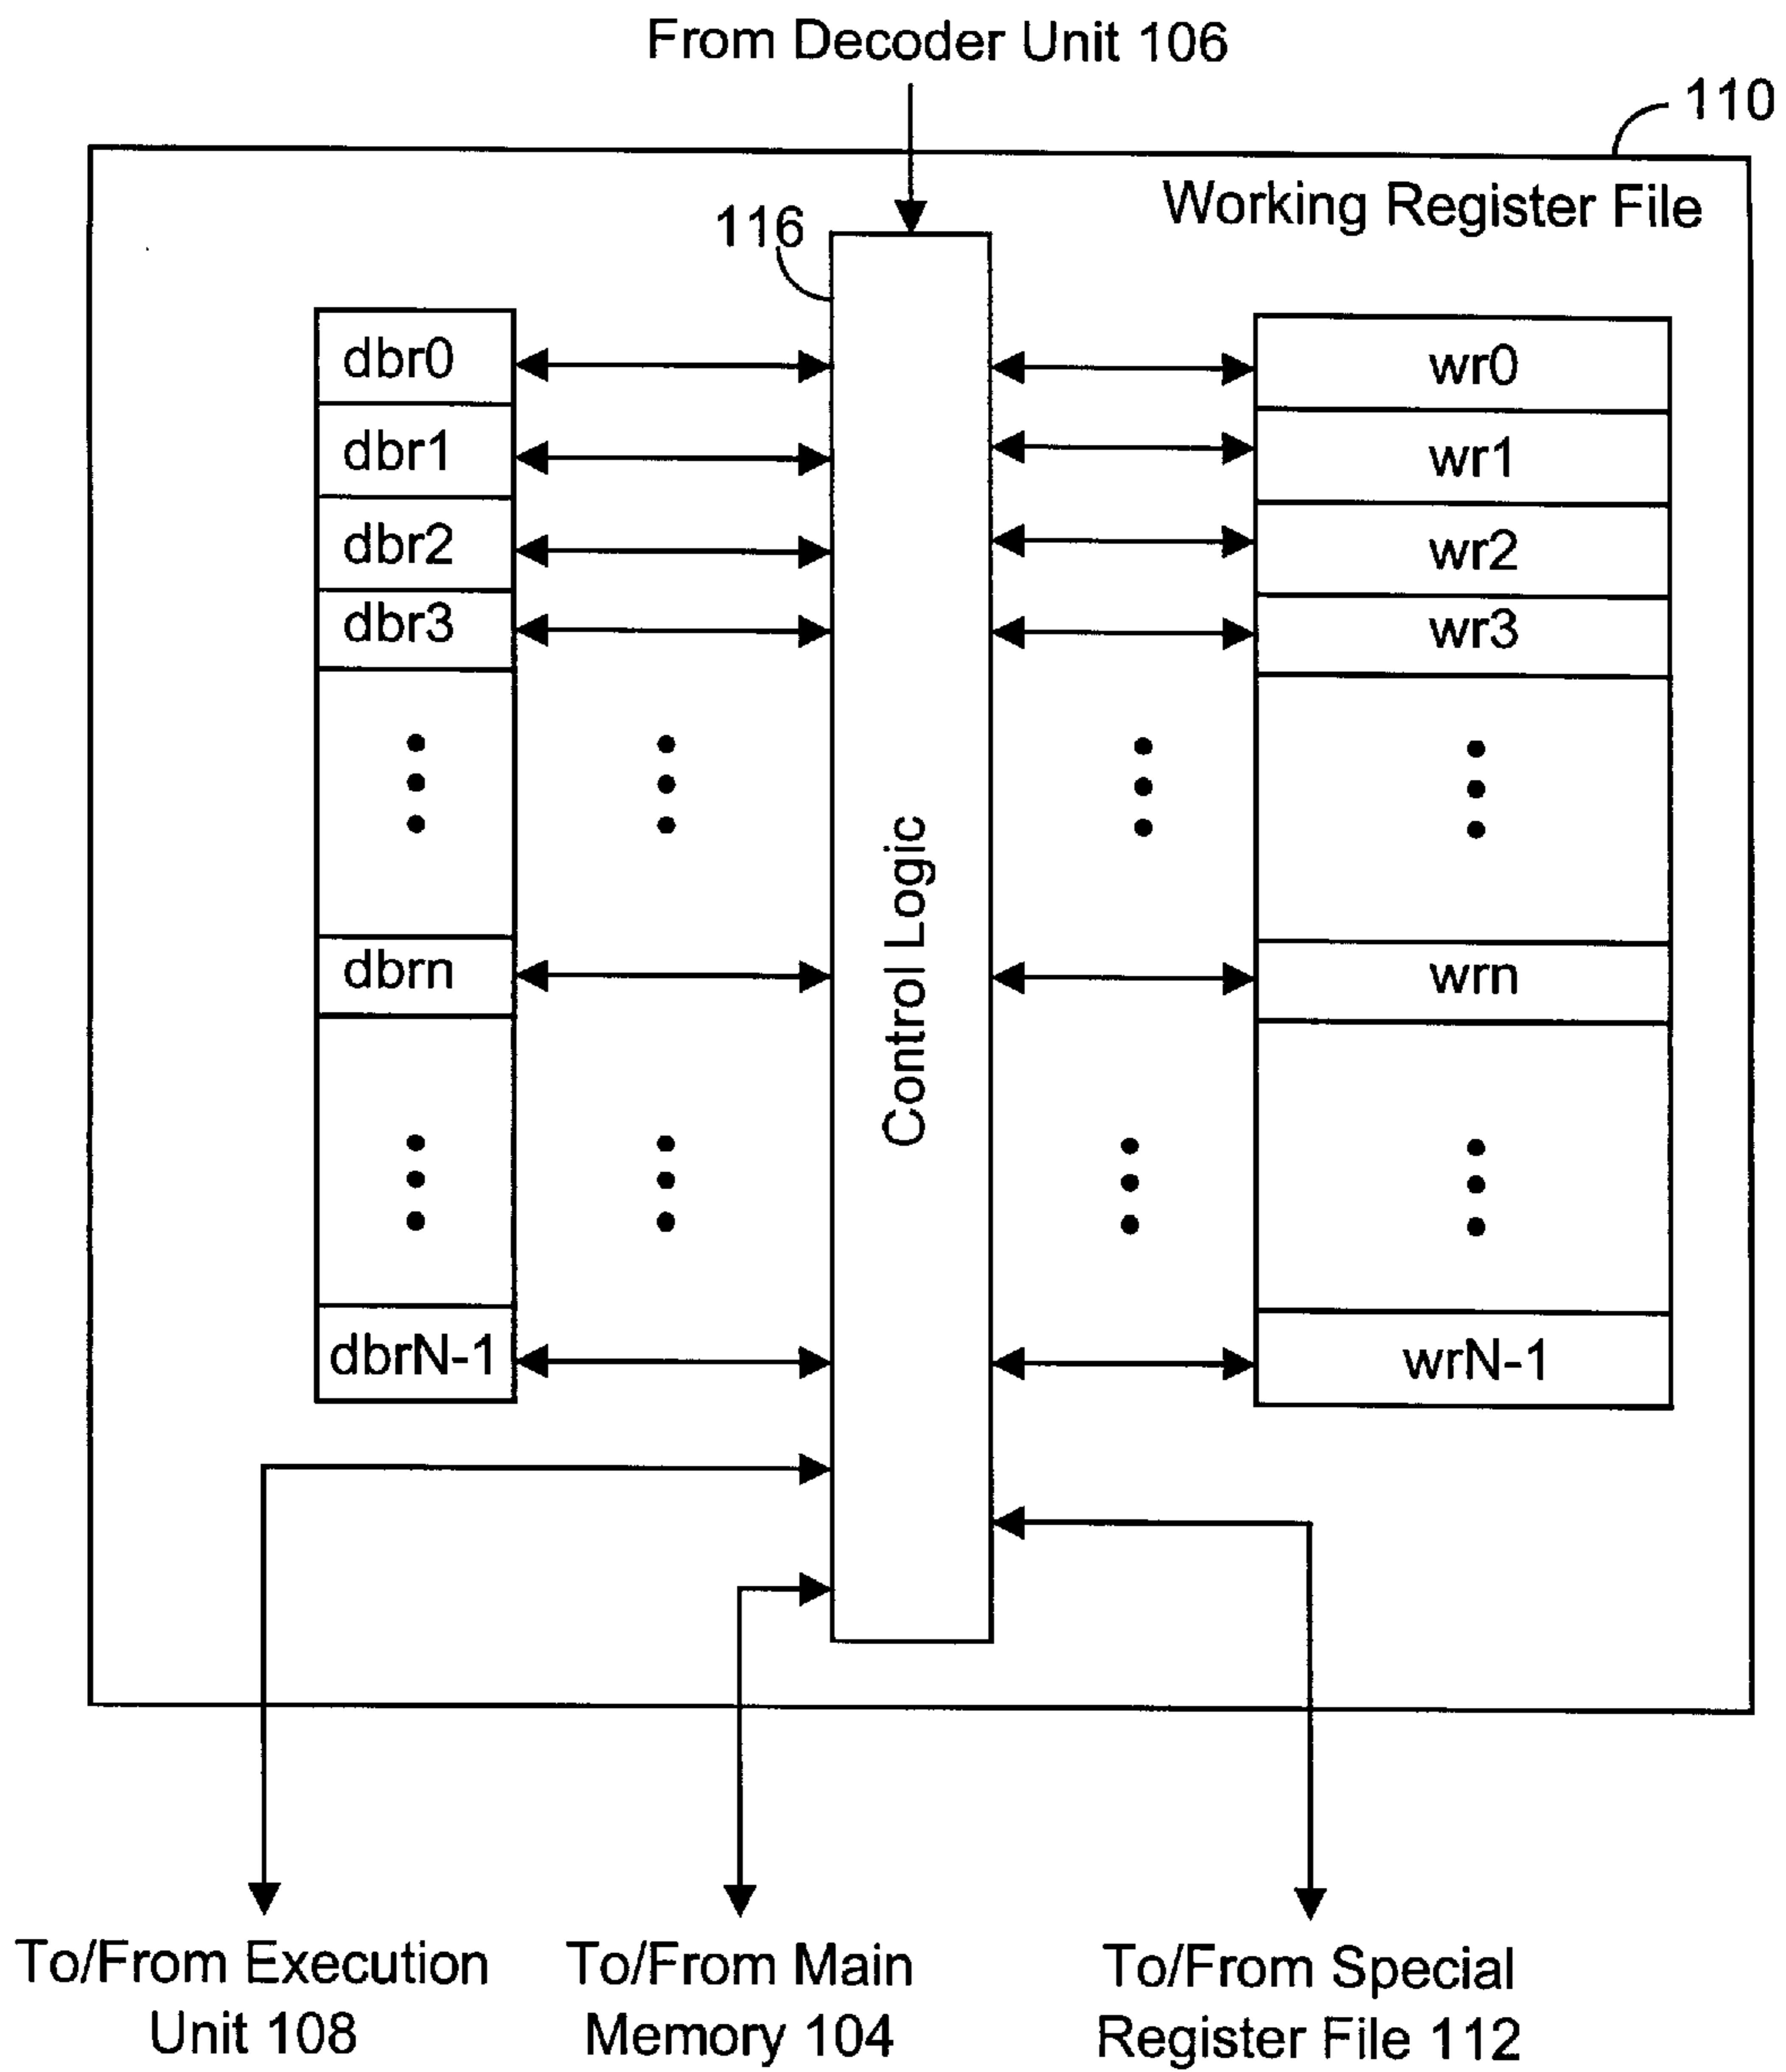 From Decoder Unit 106
110
Working Register File
116
dbr0
wr0
dbr1
wr1
dbr2
wr2
dbr3
wr3
Control Logic
dbrn
wrn
dbrN-1
wrN-1
To/From Execution
Unit 108
To/From Main
Memory 104
To/From Special
Register File 112